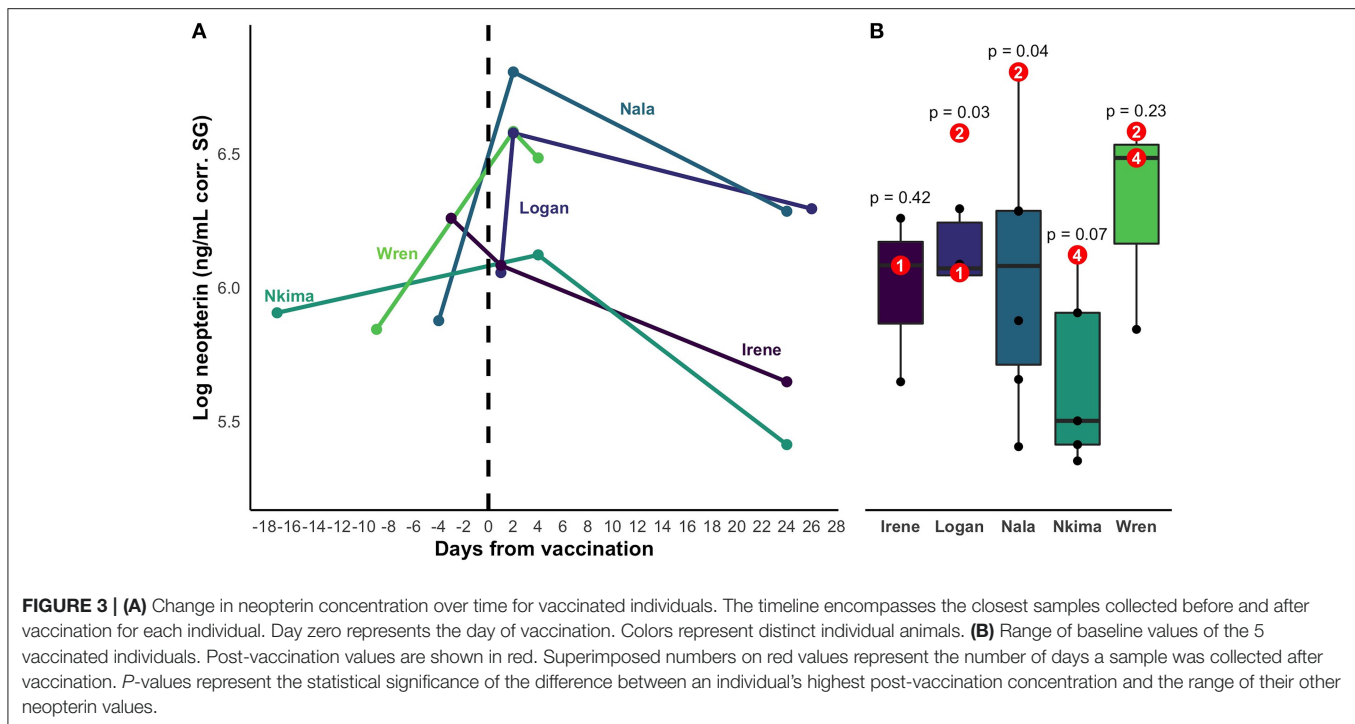 A
B
Log neopterin (ng/mL corr. SG)
6.5
6.0
5.5
Nala
Logan
Wren
Nkima
Irene
-18 -16 -14 -12 -10 -8 -6 -4 -2 0 2 4 6 8 10 12 14 16 18 20 22 24 26 28
Days from vaccination
p = 0.42
p = 0.03
p = 0.04
p = 0.07
p = 0.23
1
2
1
2
4
2
4
Irene Logan Nala Nkima Wren
FIGURE 3 | (A) Change in neopterin concentration over time for vaccinated individuals. The timeline encompasses the closest samples collected before and after
vaccination for each individual. Day zero represents the day of vaccination. Colors represent distinct individual animals. (B) Range of baseline values of the 5
vaccinated individuals. Post-vaccination values are shown in red. Superimposed numbers on red values represent the number of days a sample was collected after
vaccination. P-values represent the statistical significance of the difference between an individual's highest post-vaccination concentration and the range of their other
neopterin values.